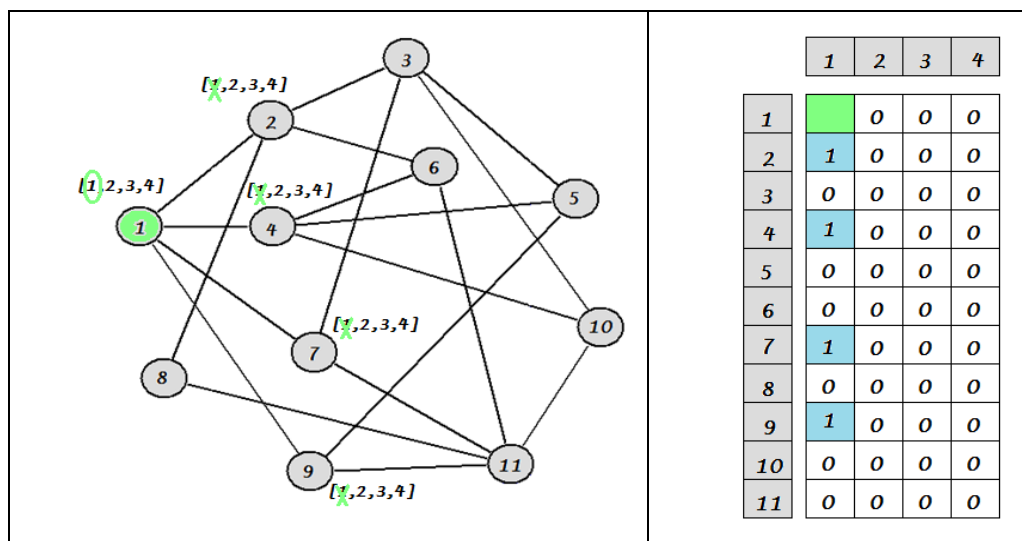 3
[1,2,3,4]
2
6
[1,2,3,4]
[1,2,3,4]
5
1
4
10
[1,2,3,4]
7
8
11
9
[1,2,3,4]
1 2 3 4
1 0 0 0
2 1 0 0 0
3 0 0 0 0
4 1 0 0 0
5 0 0 0 0
6 0 0 0 0
7 1 0 0 0
8 0 0 0 0
9 1 0 0 0
10 0 0 0 0
11 0 0 0 0